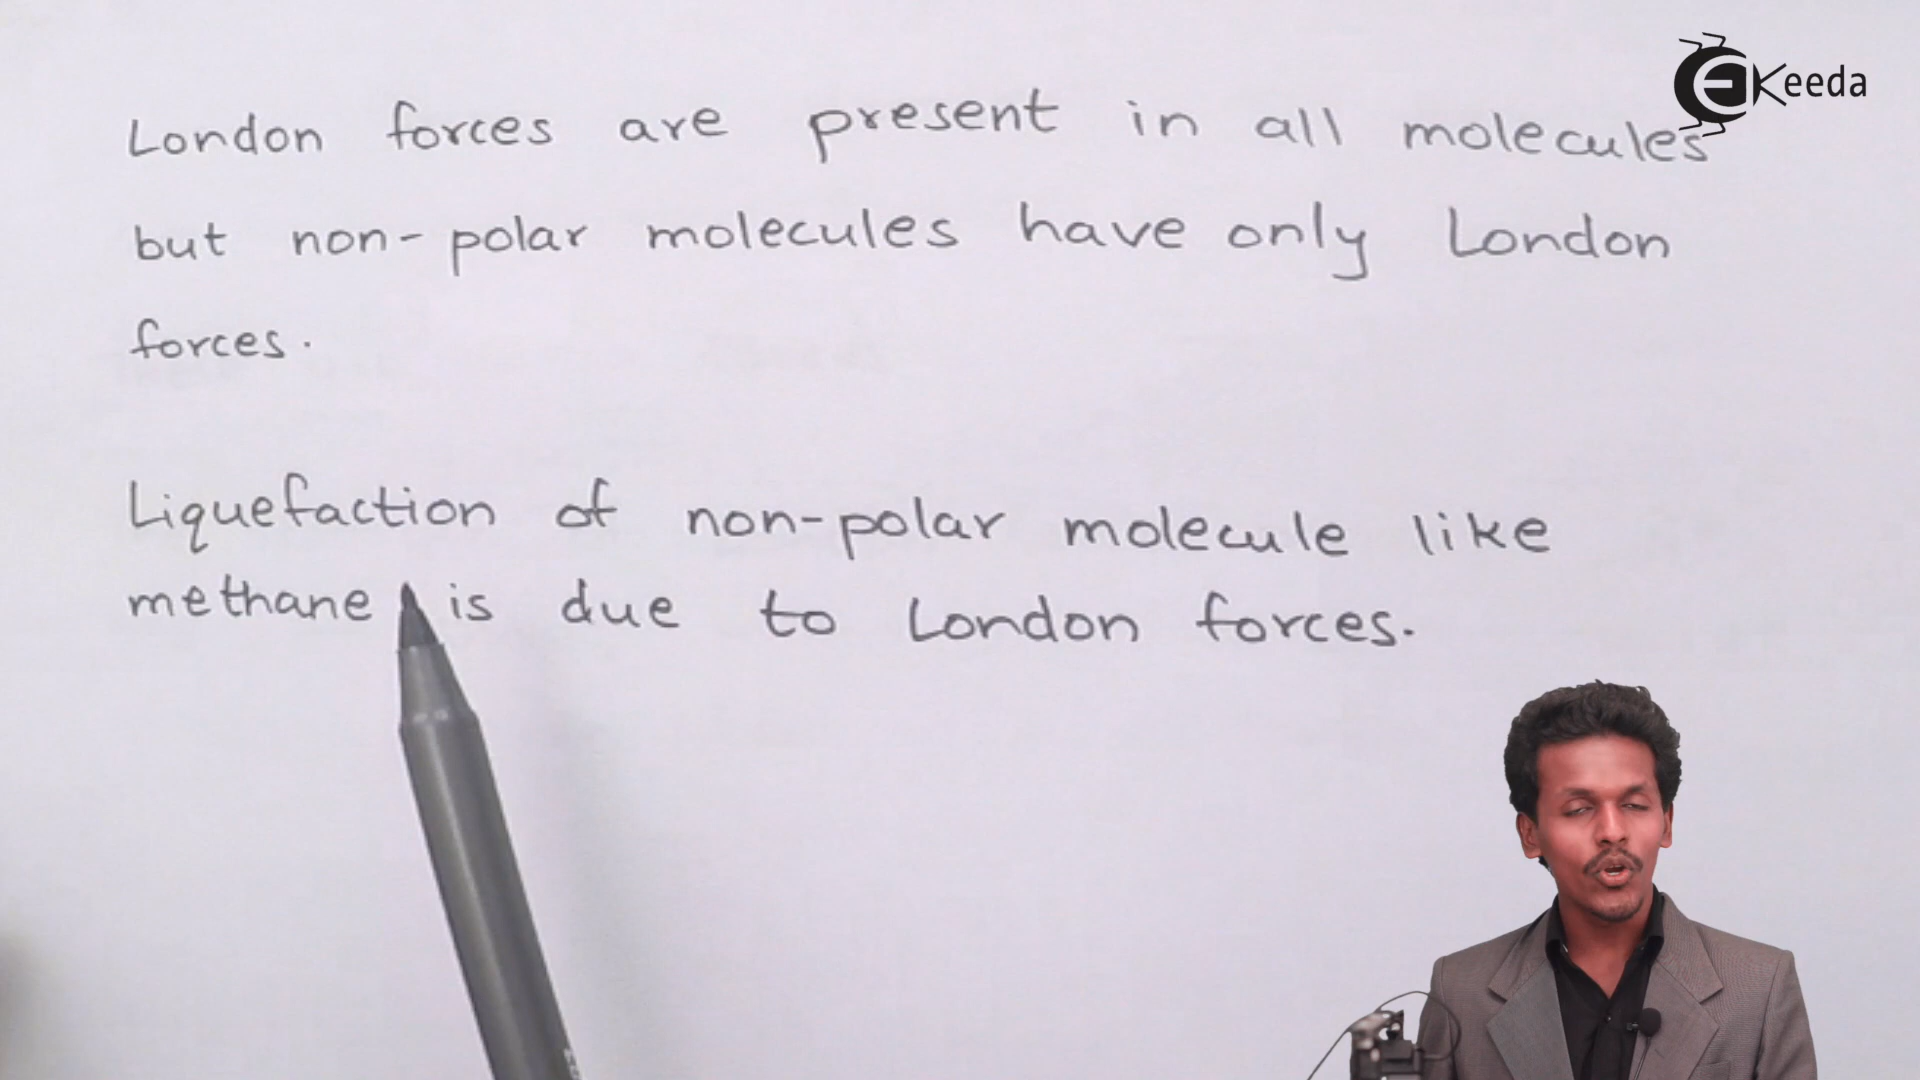 EKeeda
London forces are present in all molecules
but non-polar molecules have only London
forces.
Liquefaction of non-polar molecule like
methane is due to London forces.